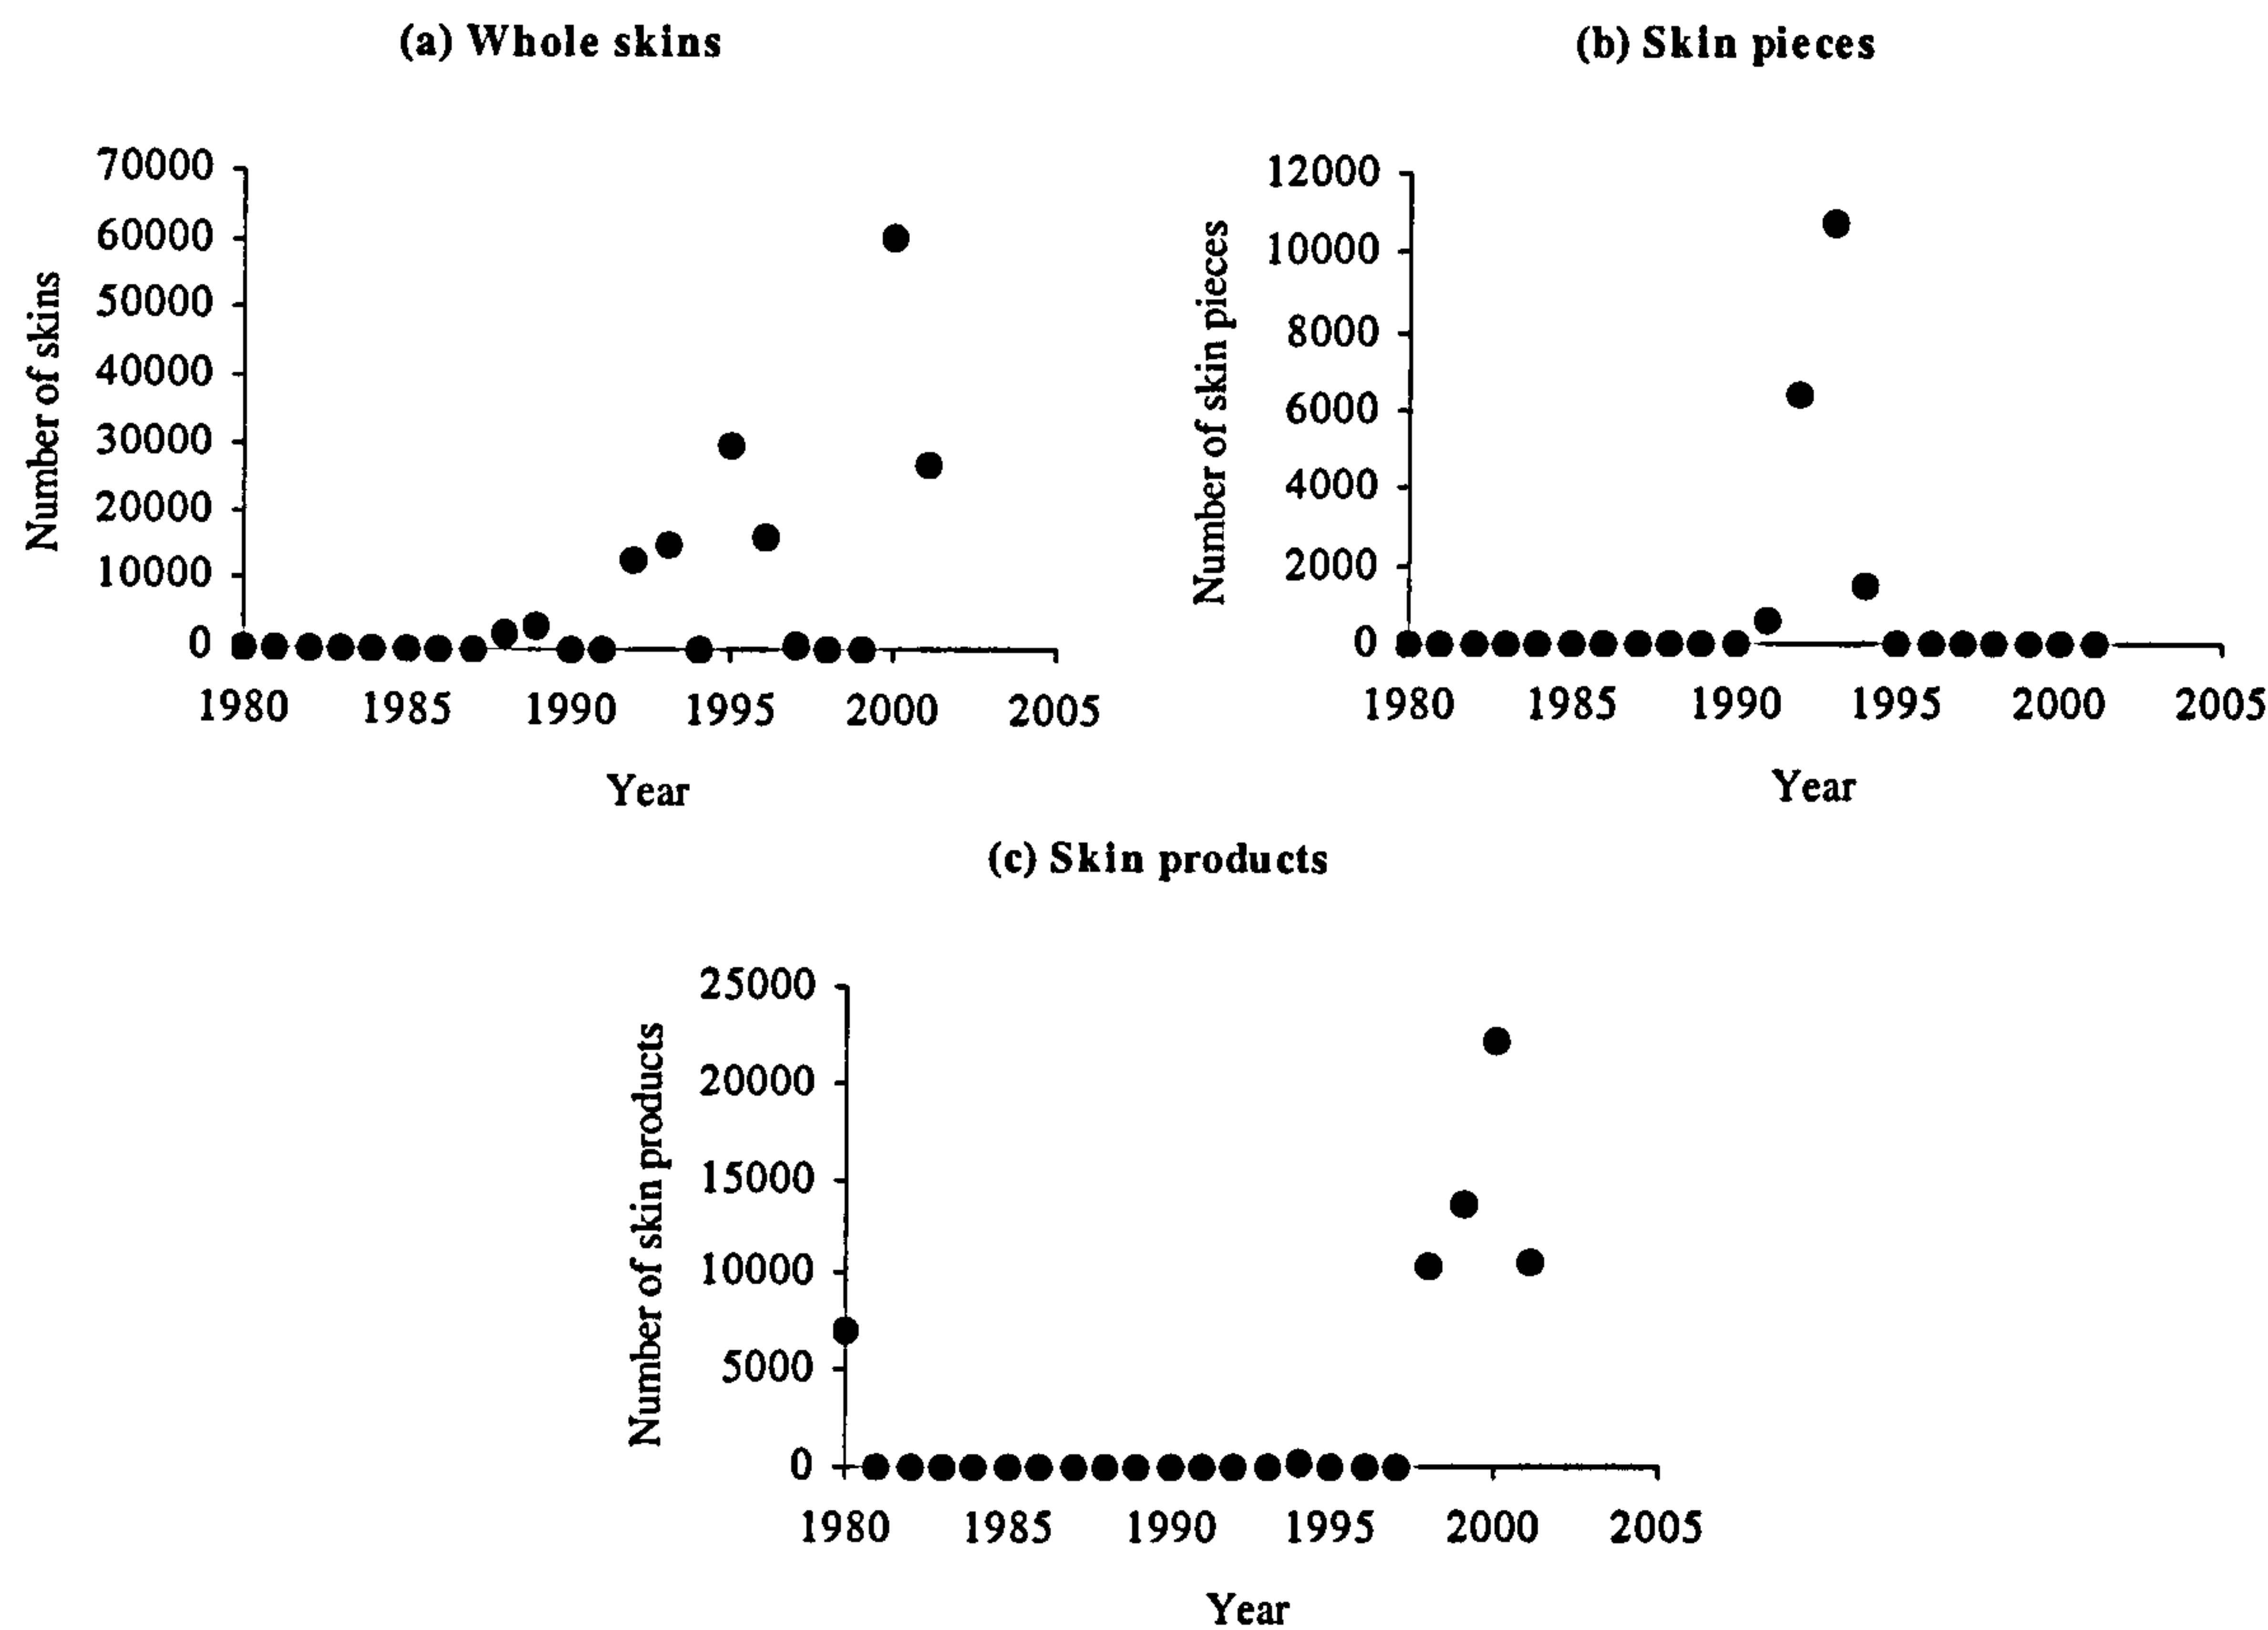 (a) Whole skins
Number of skins
70000
60000
50000
40000
30000
20000
10000
0
1980 1985 1990 1995 2000 2005
Year
(b) Skin pieces
Number of skin pieces
12000
10000
8000
6000
4000
2000
0
1980 1985 1990 1995 2000 2005
Year
(c) Skin products
Number of skin products
25000
20000
15000
10000
5000
0
1980 1985 1990 1995 2000 2005
Year